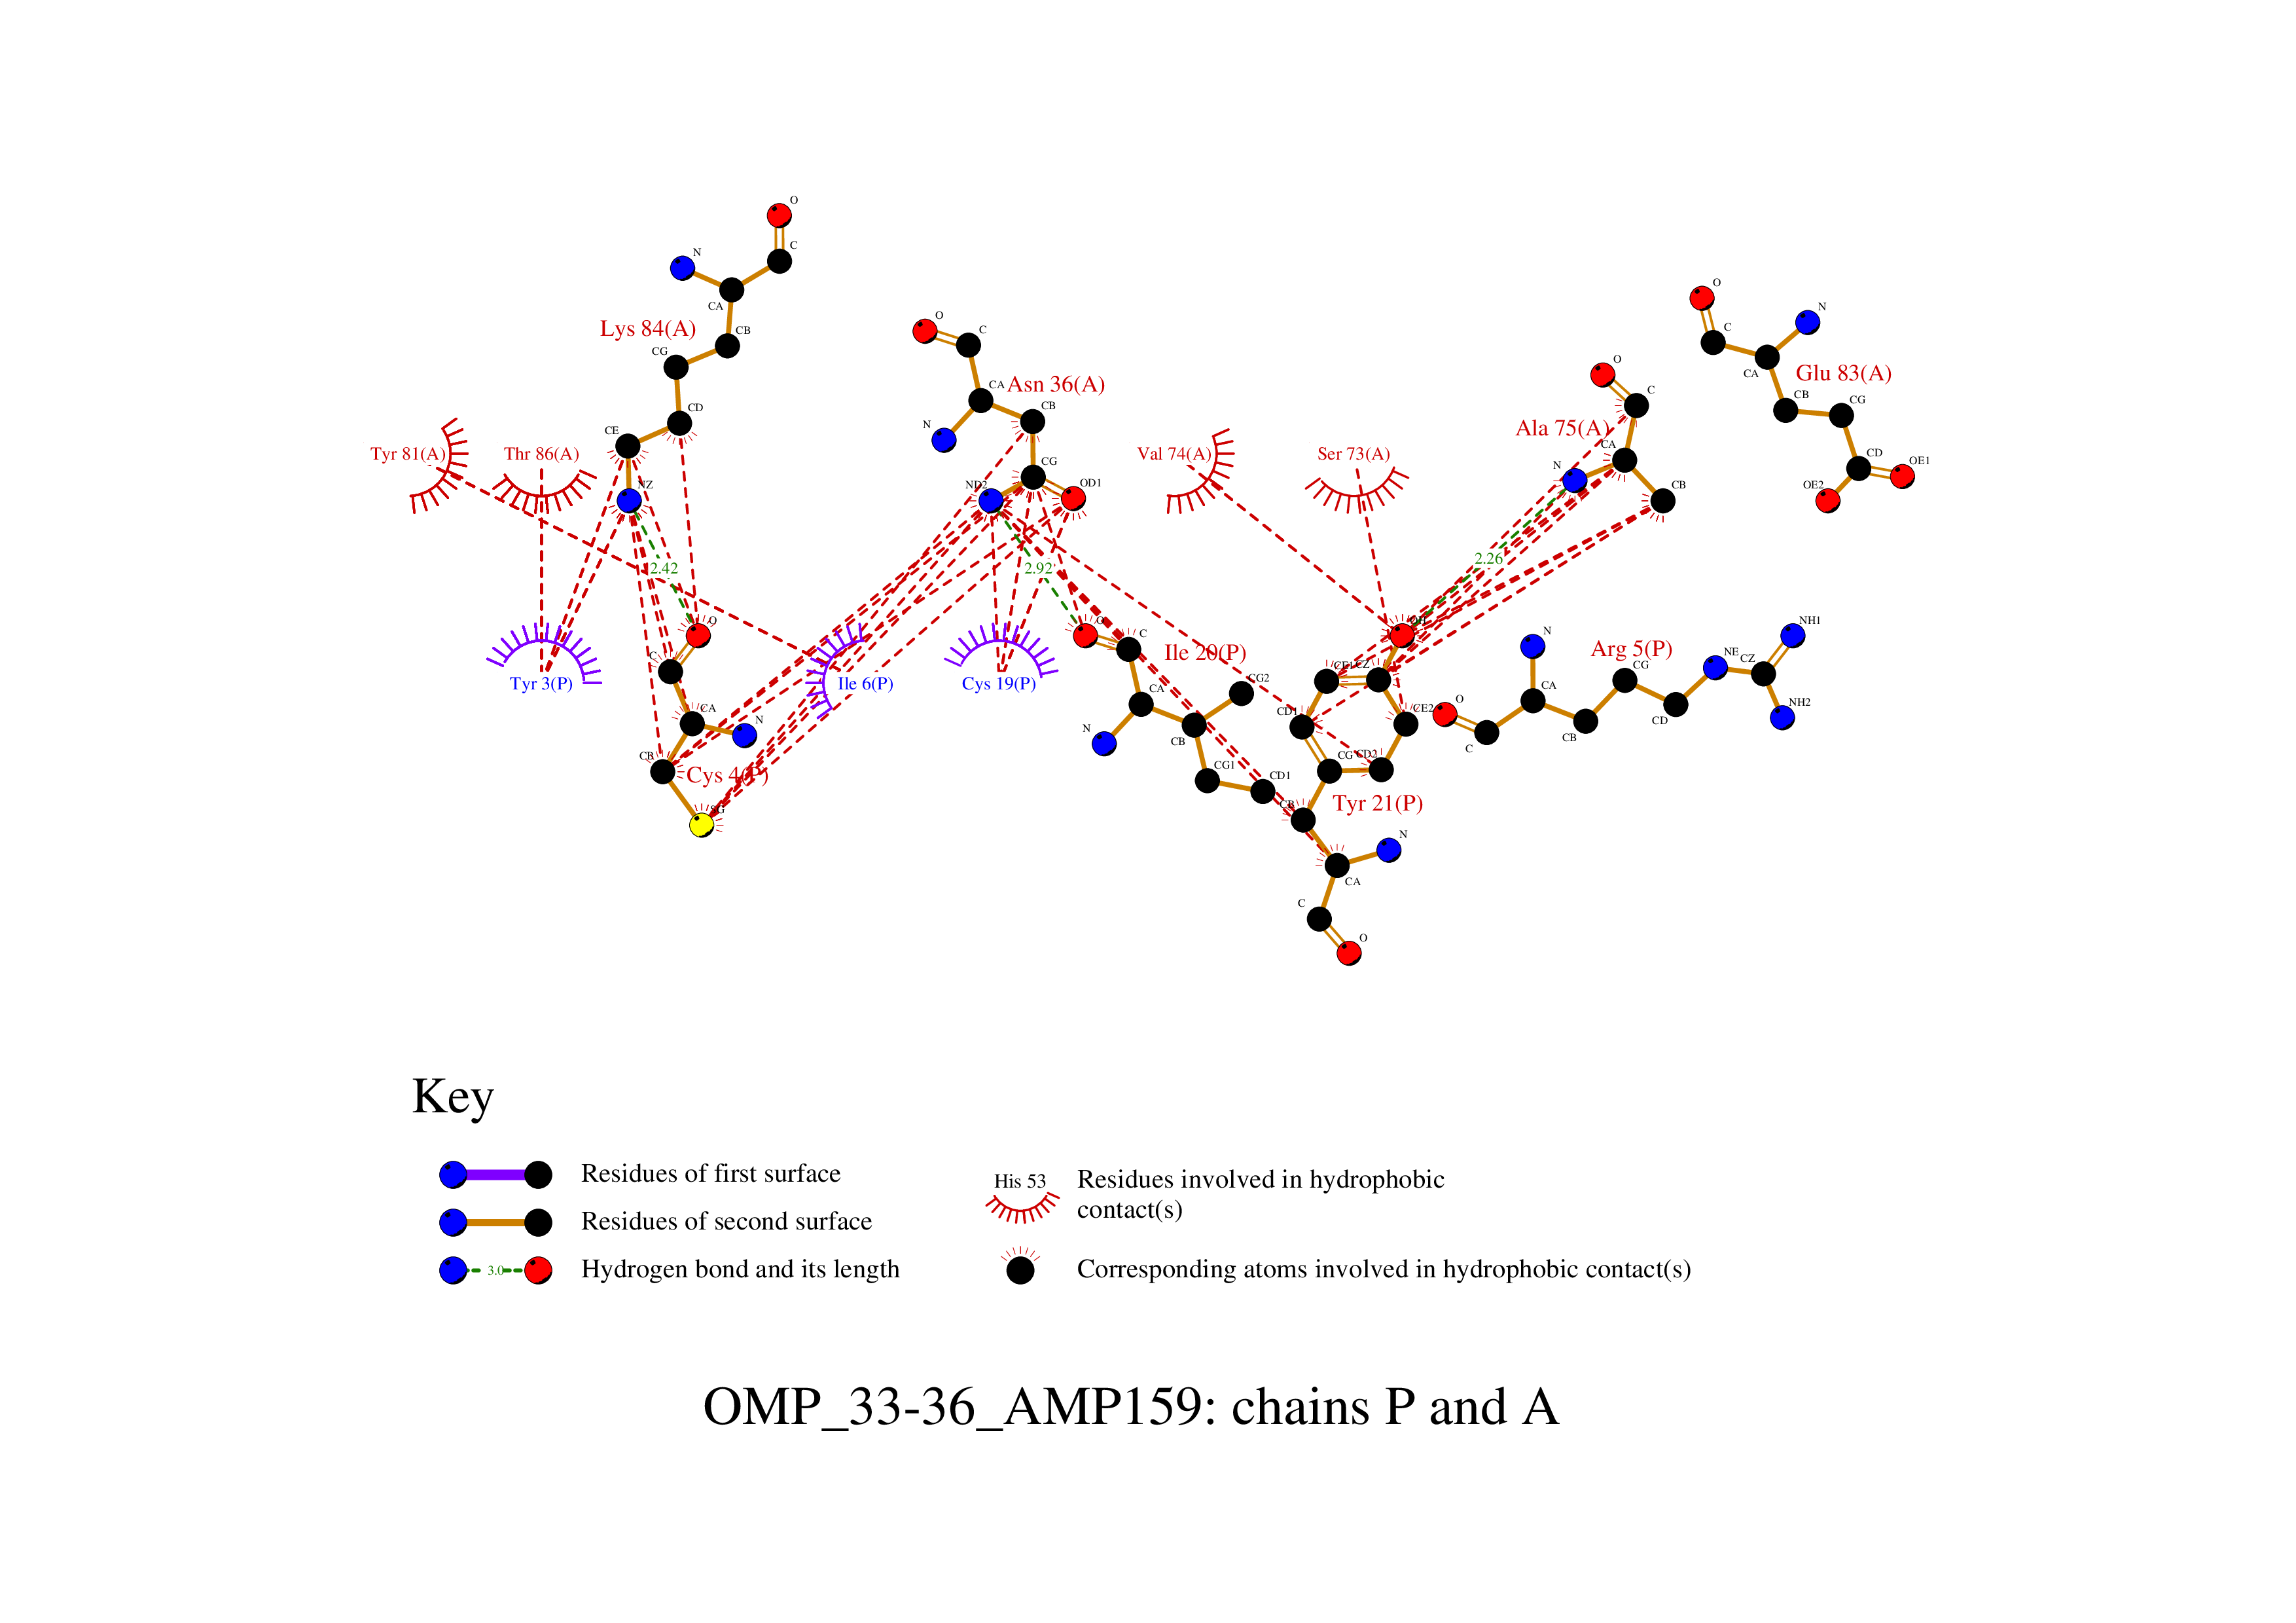 O
N
C
CA
Lys 84(A)
CB
CG
CD
CE
NZ
O
C
CA
Asn 36(A)
CB
N
CG
ND2
OD1
O
C
CA
Ala 75(A)
N
CB
O
N
C
CA
Glu 83(A)
CB
CG
CD
OE1
OE2
Tyr 81(A)
Thr 86(A)
Val 74(A)
Ser 73(A)
2.42
2.92
2.26
Tyr 3(P)
Ile 6(P)
Cys 19(P)
O
C
CA
N
CB
Cys 4(P)
SG
O
C
Ile 20(P)
CA
CG2
N
CB
CG1
CD1
OH
CE1
CZ
CD1
CE2
CG
CD2
Tyr 21(P)
CB
N
CA
C
O
N
Arg 5(P)
NH1
CG
NE
CZ
O
CA
CD
NH2
C
CB
Key
Residues of first surface
Residues of second surface
3.0
Hydrogen bond and its length
His 53
Residues involved in hydrophobic
contact(s)
Corresponding atoms involved in hydrophobic contact(s)
OMP_33-36_AMP159: chains P and A